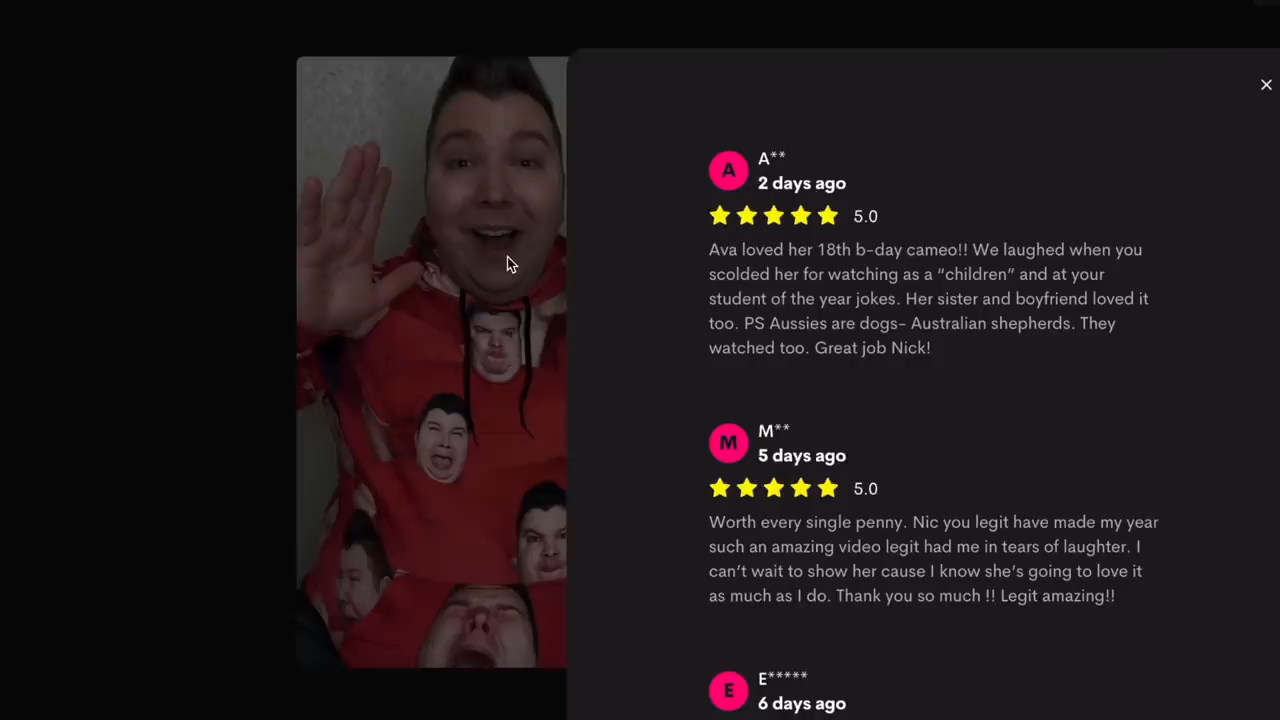 A
A**
2 days ago
5.0
Ava loved her 18th b-day cameo!! We laughed when you
scolded her for watching as a “children” and at your
student of the year jokes. Her sister and boyfriend loved it
too. PS Aussies are dogs- Australian shepherds. They
watched too. Great job Nick!
M
M**
5 days ago
5.0
Worth every single penny. Nic you legit have made my year
such an amazing video legit had me in tears of laughter. I
can’t wait to show her cause I know she’s going to love it
as much as I do. Thank you so much !! Legit amazing!!
E
E*****
6 days ago